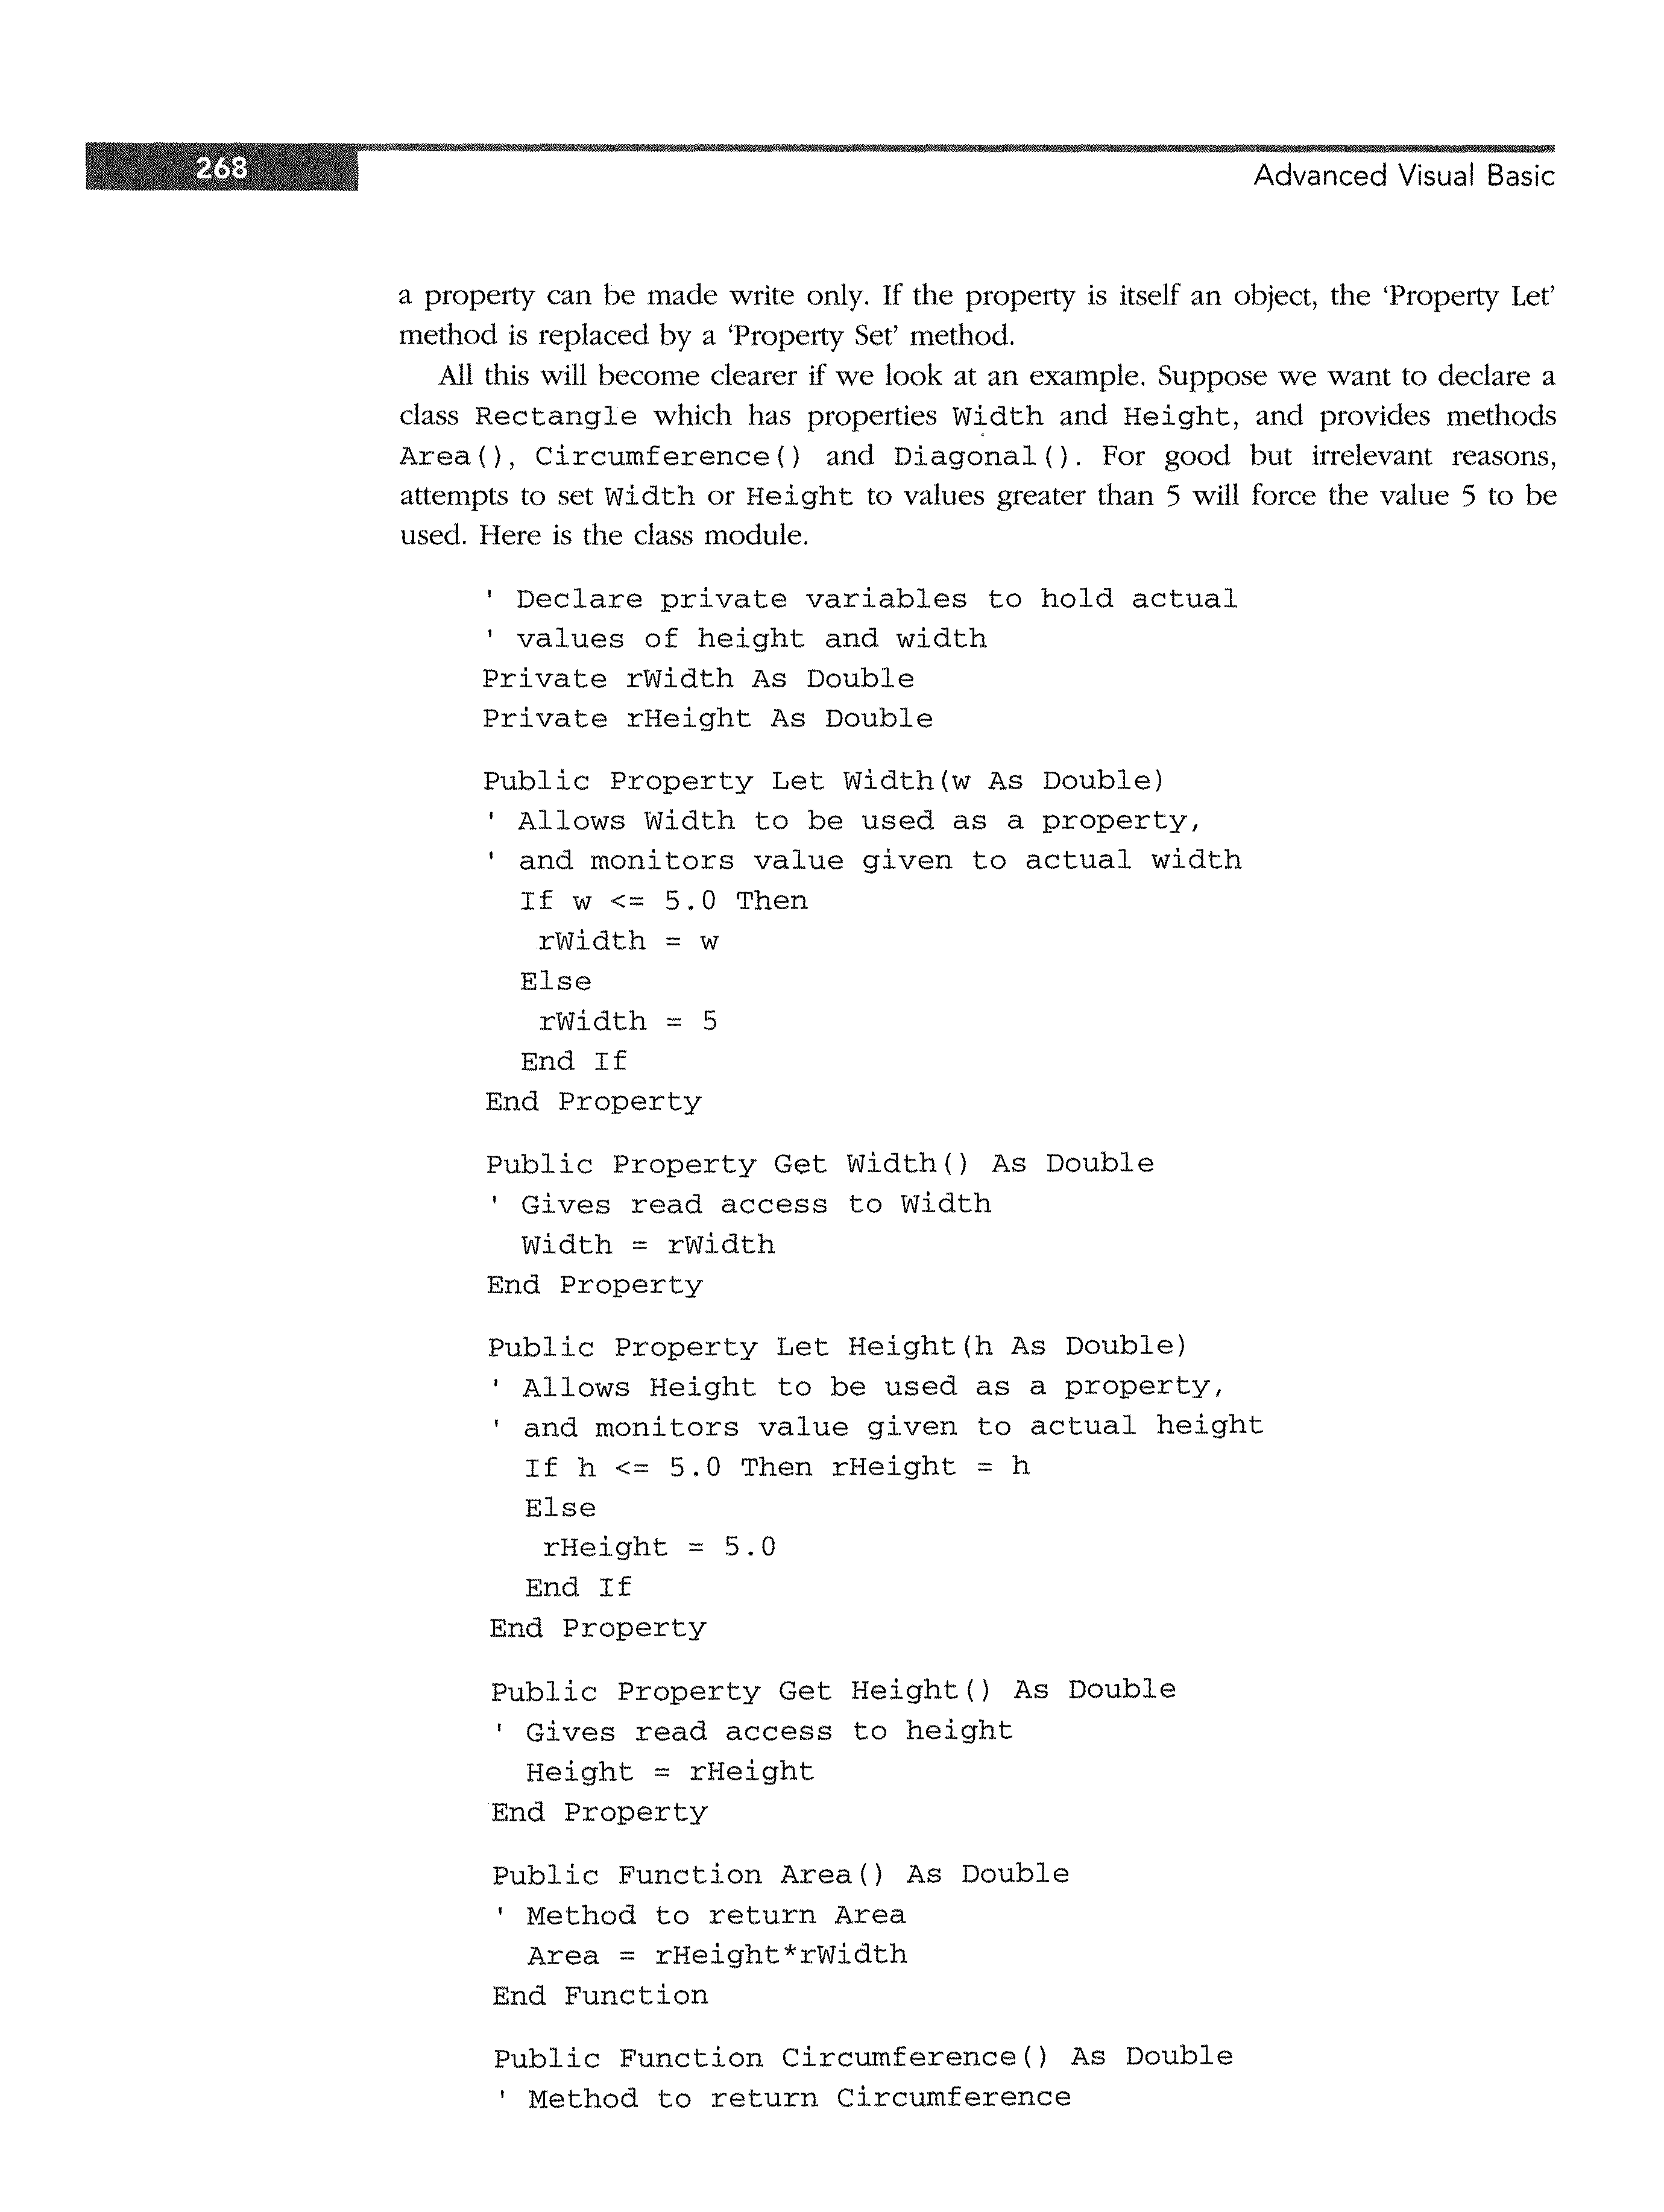 268
Advanced Visual Basic
a property can be made write only. If the property is itself an object, the ‘Property Let’
method is replaced by a ‘Property Set’ method.
All this will become clearer if we look at an example. Suppose we want to declare a
class Rectangle which has properties Width and Height, and provides methods
Area(), Circumference() and Diagonal(). For good but irrelevant reasons,
attempts to set Width or Height to values greater than 5 will force the value 5 to be
used. Here is the class module.
' Declare private variables to hold actual
' values of height and width
Private rWidth As Double
Private rHeight As Double
Public Property Let Width(w As Double)
' Allows Width to be used as a property,
' and monitors value given to actual width
If w <= 5.0 Then
rWidth = w
Else
rWidth = 5
End If
End Property
Public Property Get Width() As Double
' Gives read access to Width
Width = rWidth
End Property
Public Property Let Height(h As Double)
' Allows Height to be used as a property,
' and monitors value given to actual height
If h <= 5.0 Then rHeight = h
Else
rHeight = 5.0
End If
End Property
Public Property Get Height() As Double
' Gives read access to height
Height = rHeight
End Property
Public Function Area() As Double
' Method to return Area
Area = rHeight*rWidth
End Function
Public Function Circumference() As Double
' Method to return Circumference